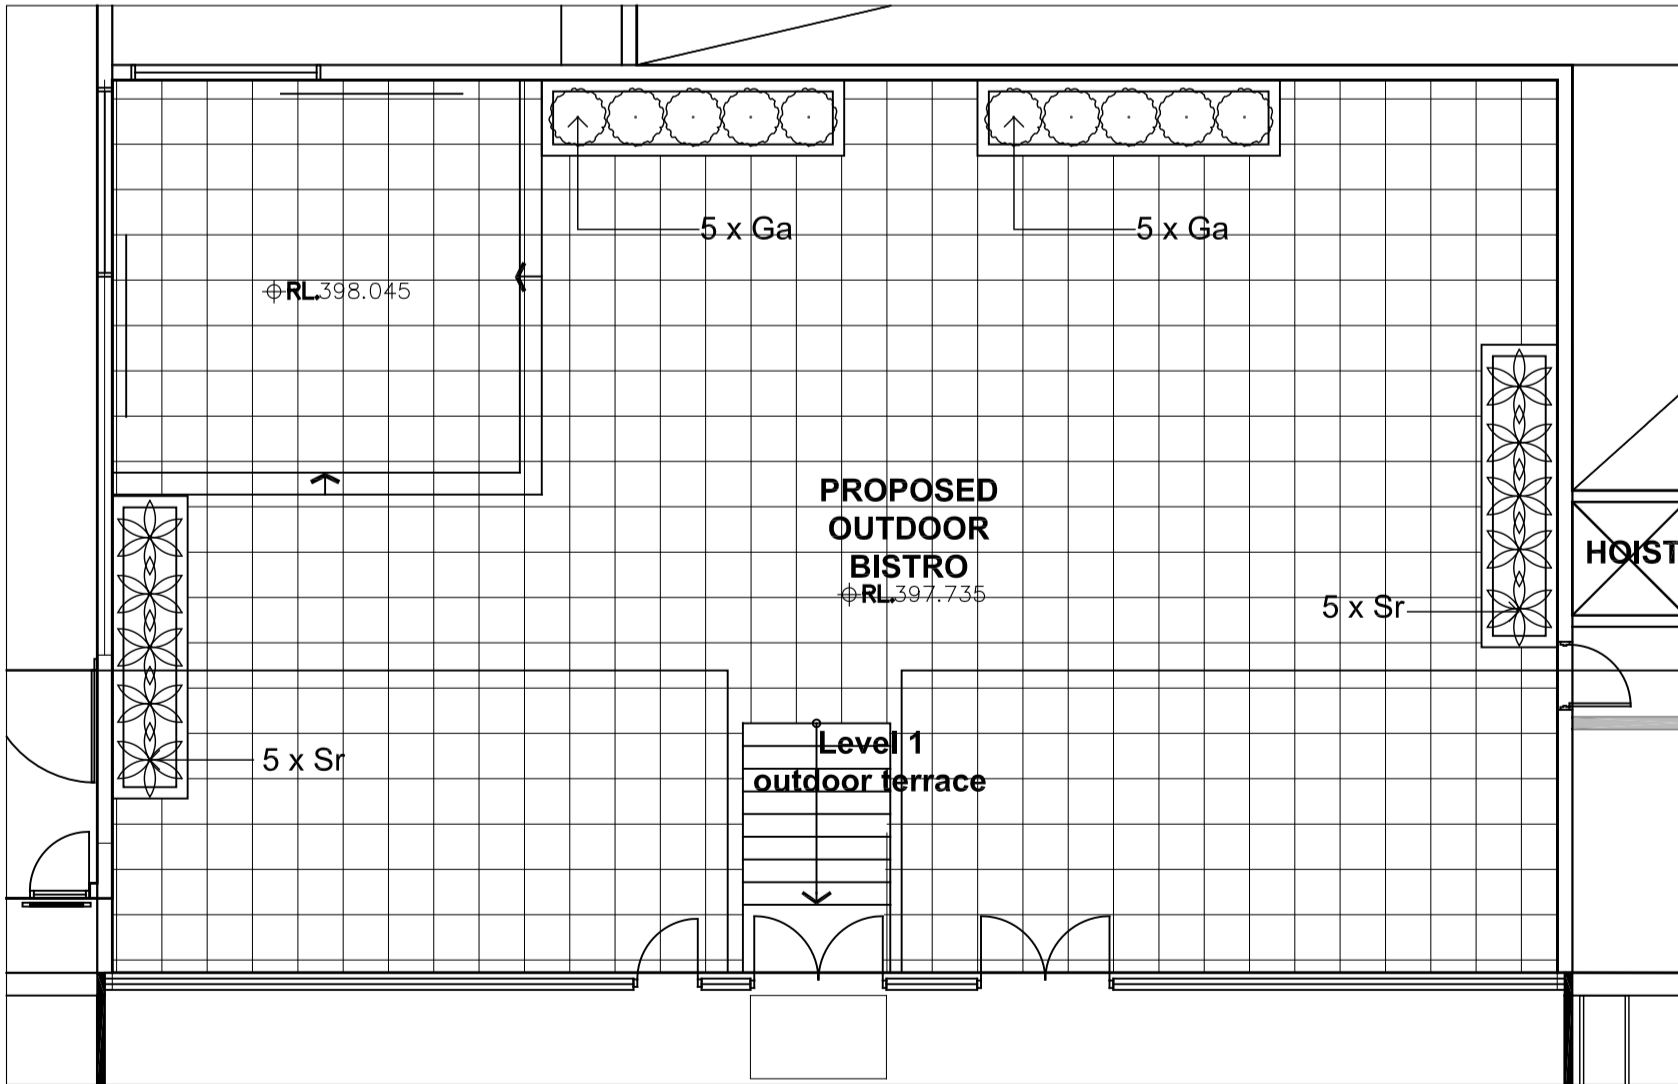 5 x Ga
5 x Ga
RL.398.045
PROPOSED
OUTDOOR
BISTRO
RL.397.735
HOIST
5 x Sr
Level 1
outdoor terrace
5 x Sr